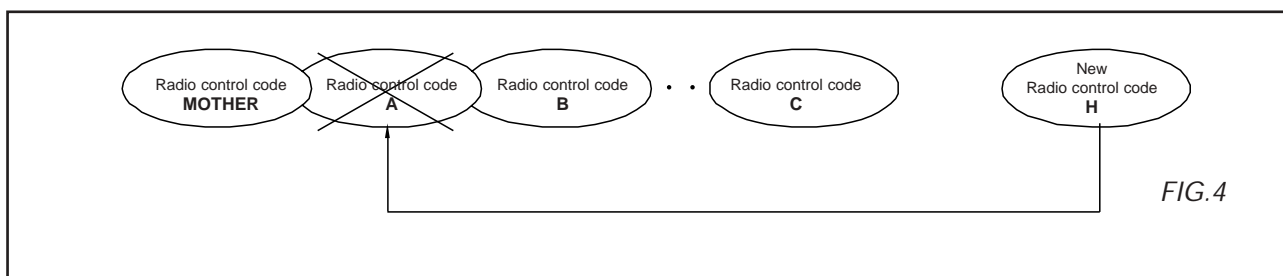 Radio control code
MOTHER
Radio control code
A
Radio control code
B
Radio control code
C
New
Radio control code
H
FIG.4